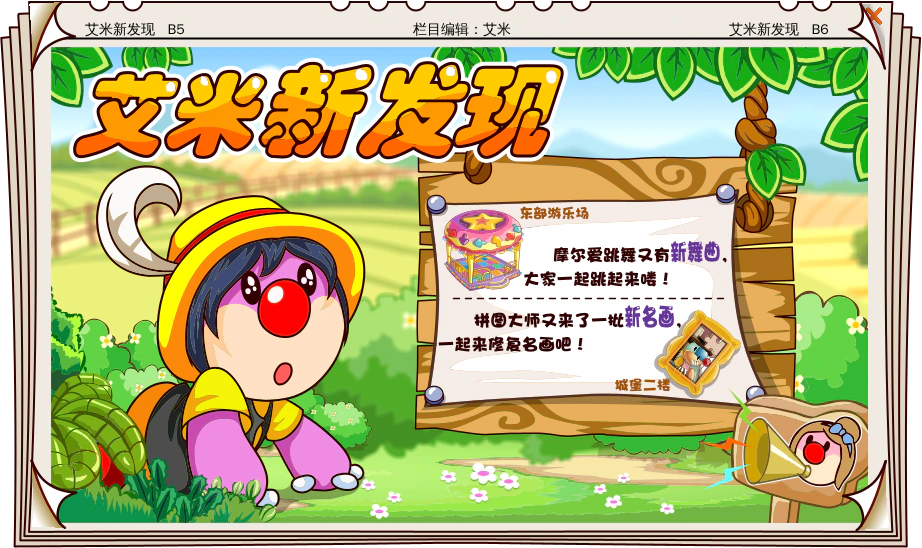 艾米新发现 B5
栏目编辑：艾米
艾米新发现 B6
艾米新发现
东部游乐场
摩尔爱跳舞又有新舞曲，
大家一起跳起来喽！
拼图大师又来了一批新名画，
一起来修复名画吧！
城堡二楼